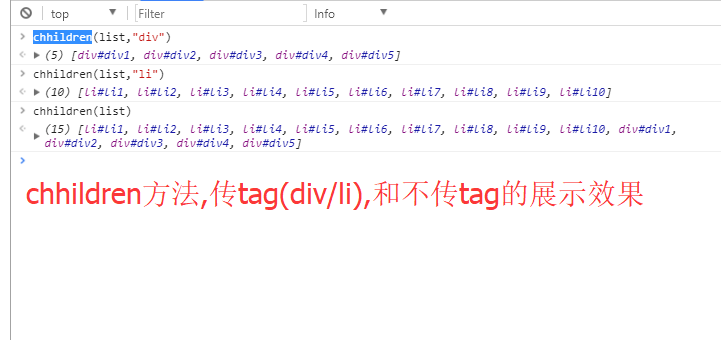 top Filter Info
chhildren(list,"div")
(5) [div#div1, div#div2, div#div3, div#div4, div#div5]
chhildren(list,"li")
(10) [li#li1, li#li2, li#li3, li#li4, li#li5, li#li6, li#li7, li#li8, li#li9, li#li10]
chhildren(list)
(15) [li#li1, li#li2, li#li3, li#li4, li#li5, li#li6, li#li7, li#li8, li#li9, li#li10, div#div1,
div#div2, div#div3, div#div4, div#div5]
chhildren方法,传tag(div/li),和不传tag的展示效果